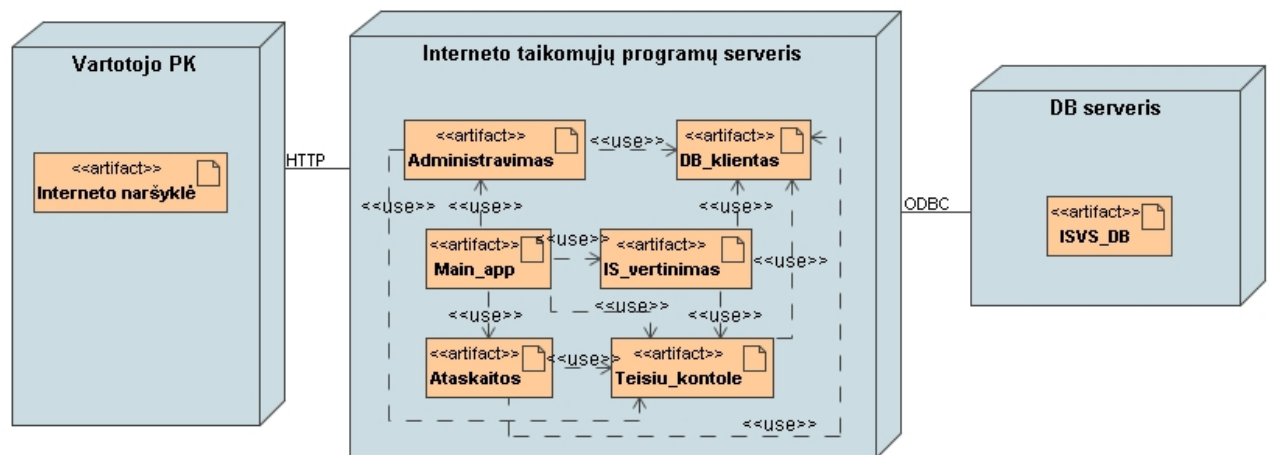 Vartotojo PK
<<artifact>>
Interneto naršyklė
HTTP
Interneto taikomųjų programų serveris
<<artifact>>
Administravimas
<<use>>
<<artifact>>
DB_klientas
<<use>>
<<use>>
<<use>>
<<artifact>>
Main_app
<<use>>
<<artifact>>
IS_vertinimas
<<use>>
<<use>>
<<use>>
<<use>>
<<artifact>>
Ataskaitos
<<use>>
<<artifact>>
Teisiu_kontole
<<use>>
ODBC
DB serveris
<<artifact>>
ISVS_DB